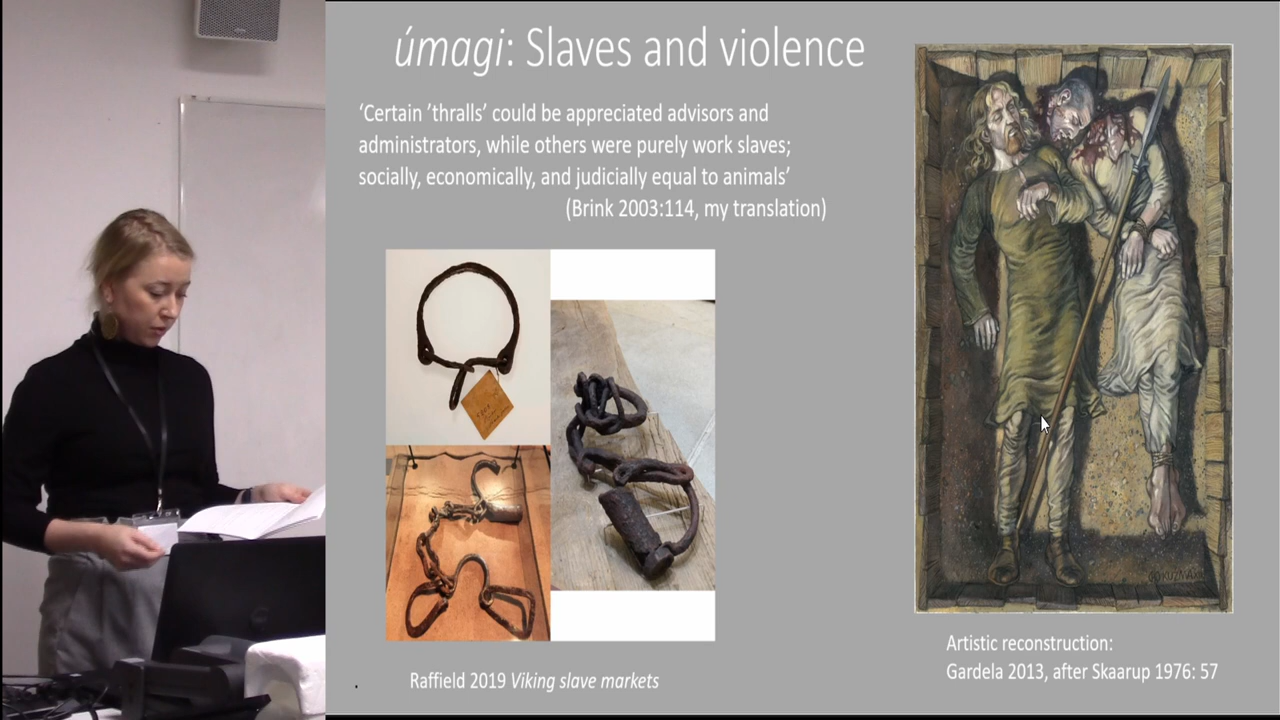 úmagi: Slaves and violence
‘Certain ’thralls’ could be appreciated advisors and
administrators, while others were purely work slaves;
socially, economically, and judicially equal to animals’
(Brink 2003:114, my translation)
Raffield 2019 Viking slave markets
Artistic reconstruction:
Gardela 2013, after Skaarup 1976: 57